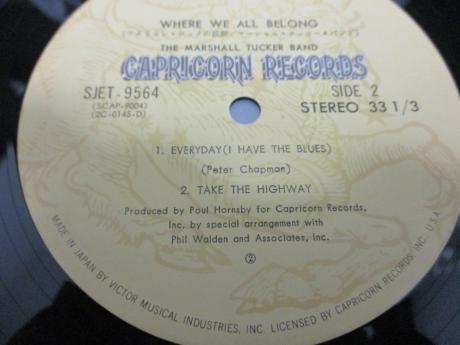 WHERE WE ALL BELONG
THE MARSHALL TUCKER BAND
CAPRICORN RECORDS
SJET-9564
SIDE 2
(SCAP-9004)
(2C-0145-D)
STEREO 33 1/3
1. EVERYDAY (I HAVE THE BLUES)
(Peter Chapman)
2. TAKE THE HIGHWAY
Produced by Paul Hornsby for Capricorn Records,
Inc. by special arrangement with
Phil Walden and Associates, Inc.
②
MADE IN JAPAN BY VICTOR MUSICAL INDUSTRIES, INC. LICENSED BY CAPRICORN RECORDS INC. U.S.A.